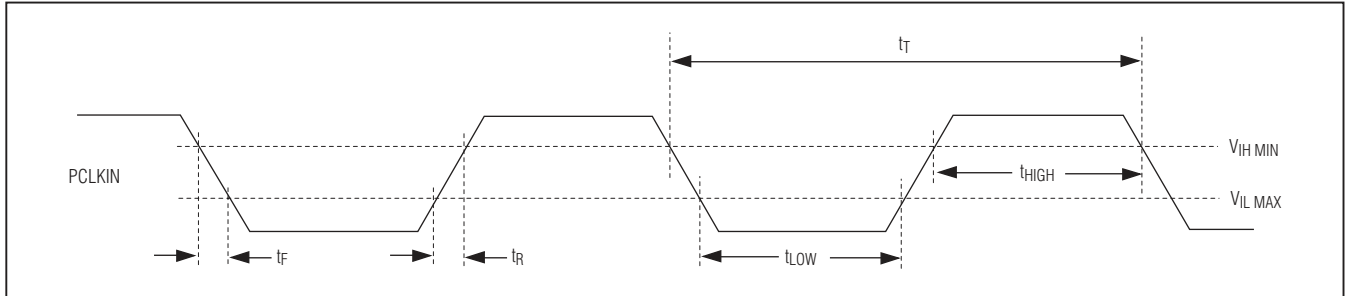 tT
VIH MIN
PCLKIN
tHIGH
VIL MAX
tF
tR
tLOW